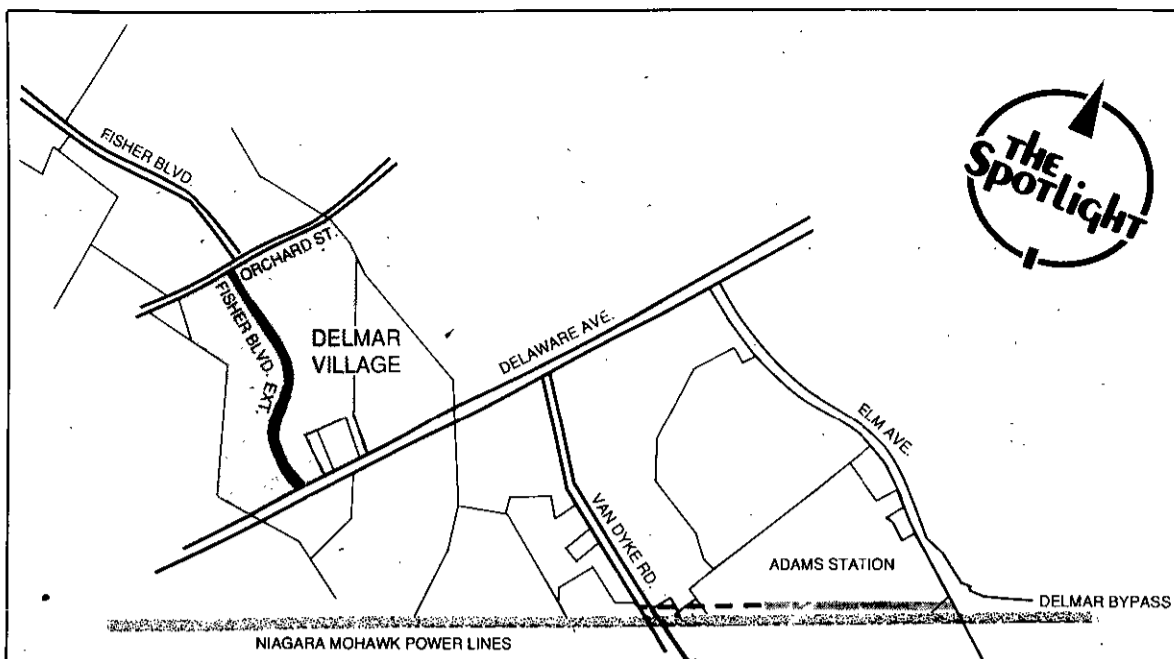 FISHER BLVD.
THE
Spotlight
ORCHARD ST.
FISHER BLVD. EXT.
DELMAR
VILLAGE
DELAWARE AVE.
ELM AVE.
VAN DYKE RD.
ADAMS STATION
DELMAR BYPASS
NIAGARA MOHAWK POWER LINES